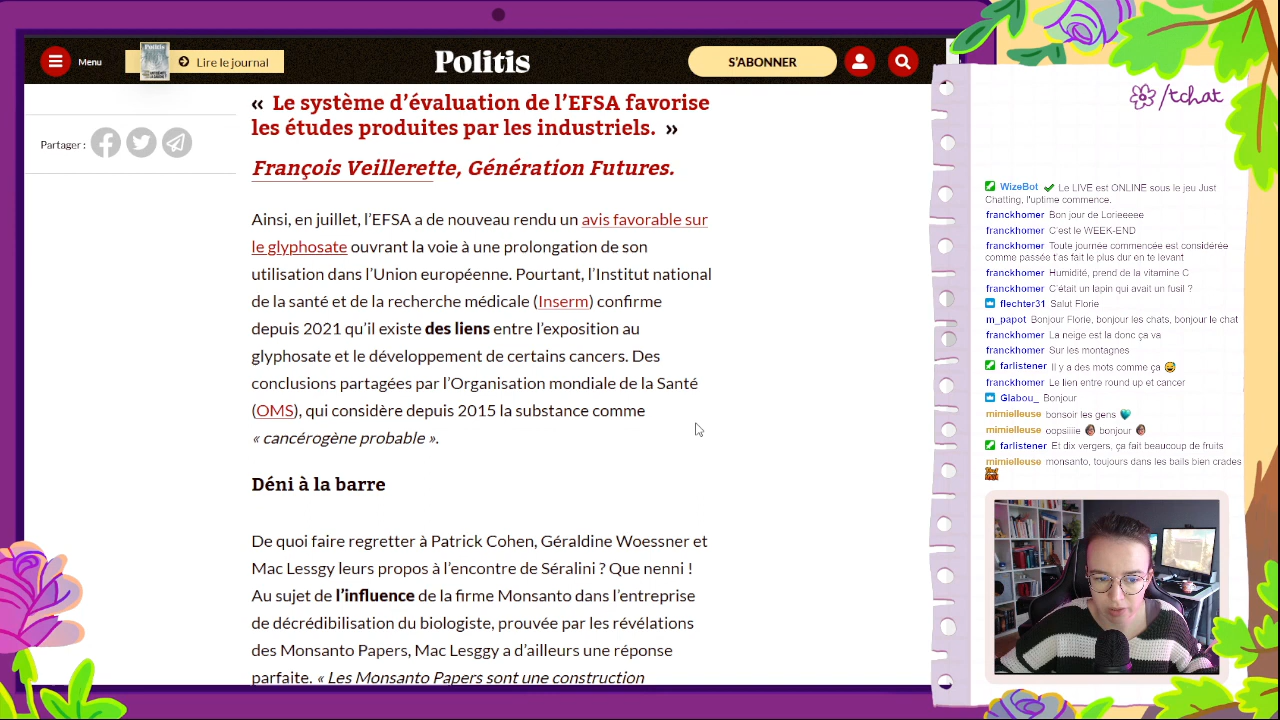 Menu
Politis
Lire le journal
Politis
S'ABONNER
/tchat
Partager :
« Le système d'évaluation de l'EFSA favorise
les études produites par les industriels. »
François Veillerette, Génération Futures.
Ainsi, en juillet, l'EFSA a de nouveau rendu un avis favorable sur
le glyphosate ouvrant la voie à une prolongation de son
utilisation dans l'Union européenne. Pourtant, l'Institut national
de la santé et de la recherche médicale (Inserm) confirme
depuis 2021 qu'il existe des liens entre l'exposition au
glyphosate et le développement de certains cancers. Des
conclusions partagées par l'Organisation mondiale de la Santé
(OMS), qui considère depuis 2015 la substance comme
« cancérogène probable ».
Déni à la barre
De quoi faire regretter à Patrick Cohen, Géraldine Woessner et
Mac Lessgy leurs propos à l'encontre de Séralini ? Que nenni !
Au sujet de l'influence de la firme Monsanto dans l'entreprise
de décrédibilisation du biologiste, prouvée par les révélations
des Monsanto Papers, Mac Lesggy a d'ailleurs une réponse
parfaite. « Les Monsanto Papers sont une construction
WizeBot Le LIVE est ONLINE sous le jeu Just
Chatting, l'uptime commence.
franckhomer Bon jour de Lorieeeee
franckhomer C'est le WEEK-END
franckhomer Toute journée commencée est considérée
comme passée t'as fait le plus dur en te levant
franckhomer Humidité, prend de la vitamine C
franckhomer C'était un lapin qui avait un fusil ?
flechter31 Salut Florie
m_papot Bonjour Florie, bonjour les chats, bonjour le chat
franckhomer La neige est la donc ça va
franckhomer Sur les montagnes
farlistener Il y a des mots comme ça
franckhomer Le lien entre round up et cancer
Glabou_ Bonjour
mimielleuse bonsoir les gens
mimielleuse oopsiiie bonjour
farlistener Et dix vergers, ça fait beaucoup de fruits
mimielleuse monsanto, toujours dans les bails bien crades